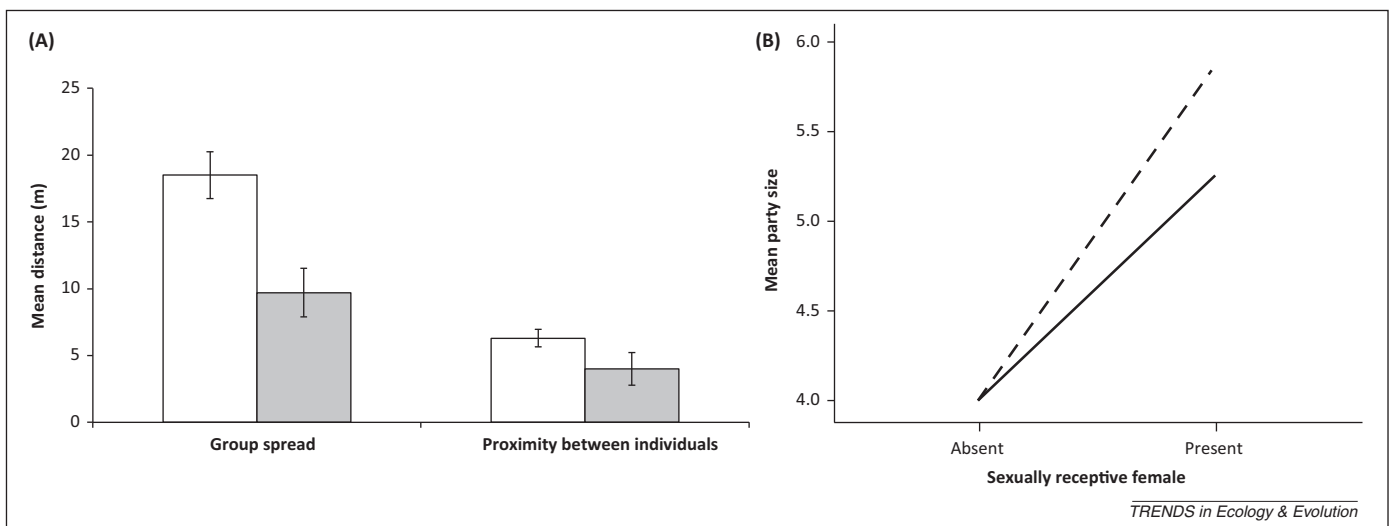 (A)
25
20
15
10
5
0
Mean distance (m)
Group spread
Proximity between individuals
(B)
6.0
5.5
5.0
4.5
4.0
Mean party size
Absent
Present
Sexually receptive female
TRENDS in Ecology & Evolution